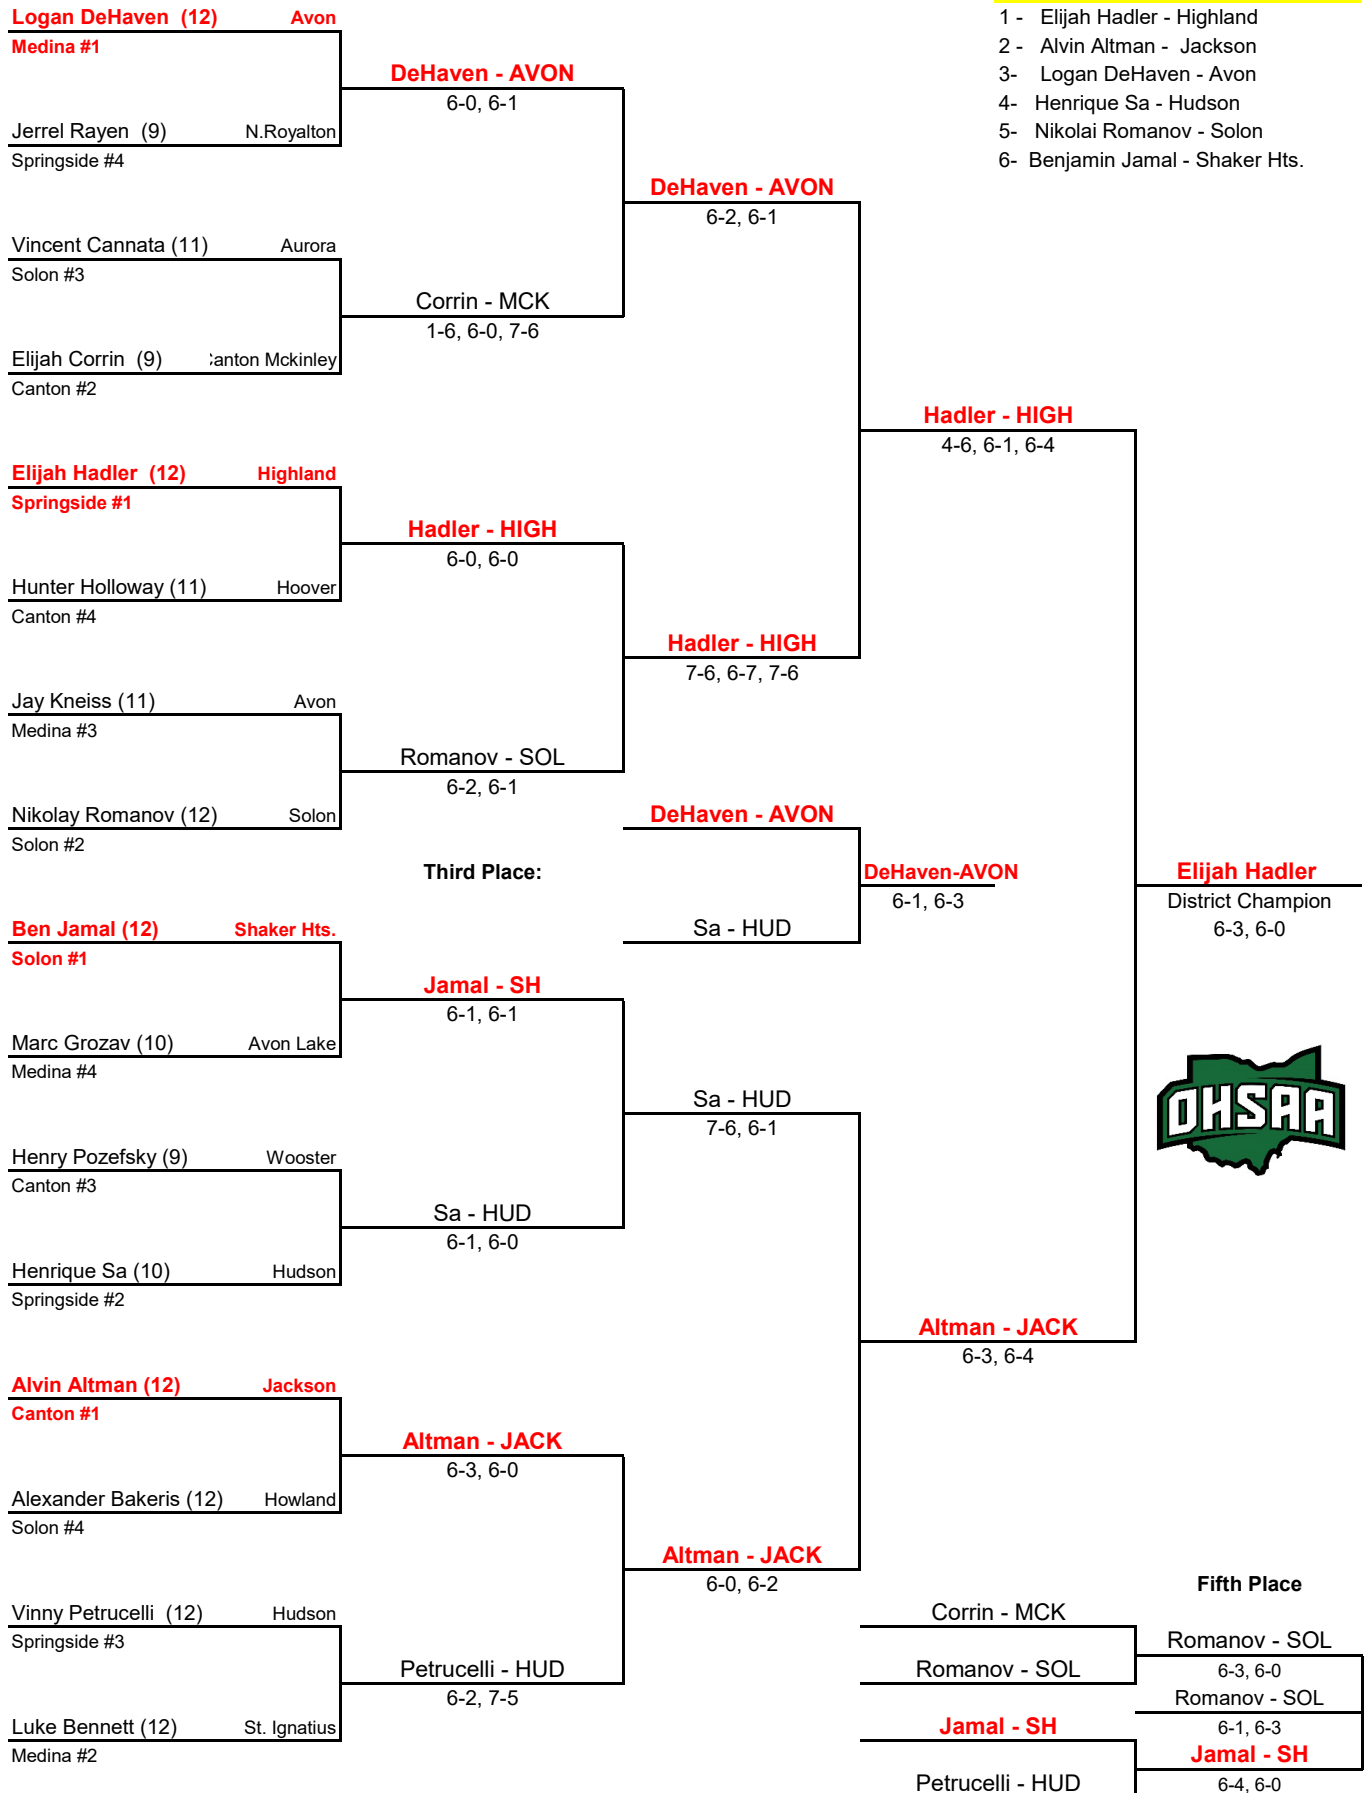 Logan DeHaven (12) Avon
Medina #1
DeHaven - AVON
6-0, 6-1
Jerrel Rayen (9) N.Royalton
Springside #4
DeHaven - AVON
6-2, 6-1
Vincent Cannata (11) Aurora
Solon #3
Corrin - MCK
1-6, 6-0, 7-6
Elijah Corrin (9) anton Mckinley
Canton #2
Hadler - HIGH
4-6, 6-1, 6-4
Elijah Hadler (12) Highland
Springside #1
Hadler - HIGH
6-0, 6-0
Hunter Holloway (11) Hoover
Canton #4
Hadler - HIGH
7-6, 6-7, 7-6
Jay Kneiss (11) Avon
Medina #3
Romanov - SOL
6-2, 6-1
Nikolay Romanov (12) Solon
Solon #2
1 - Elijah Hadler - Highland
2 - Alvin Altman - Jackson
3- Logan DeHaven - Avon
4- Henrique Sa - Hudson
5- Nikolai Romanov - Solon
6- Benjamin Jamal - Shaker Hts.
Third Place:
DeHaven - AVON
DeHaven-AVON
6-1, 6-3
Sa - HUD
Elijah Hadler
District Champion
6-3, 6-0
OHSAA
Ben Jamal (12) Shaker Hts.
Solon #1
Jamal - SH
6-1, 6-1
Marc Grozav (10) Avon Lake
Medina #4
Sa - HUD
7-6, 6-1
Henry Pozefsky (9) Wooster
Canton #3
Sa - HUD
6-1, 6-0
Henrique Sa (10) Hudson
Springside #2
Altman - JACK
6-3, 6-4
Alvin Altman (12) Jackson
Canton #1
Altman - JACK
6-3, 6-0
Alexander Bakeris (12) Howland
Solon #4
Altman - JACK
6-0, 6-2
Vinny Petrucelli (12) Hudson
Springside #3
Petrucelli - HUD
6-2, 7-5
Luke Bennett (12) St. Ignatius
Medina #2
Fifth Place
Corrin - MCK
Romanov - SOL
6-3, 6-0
Romanov - SOL
Romanov - SOL
6-1, 6-3
Jamal - SH
Jamal - SH
6-4, 6-0
Petrucelli - HUD